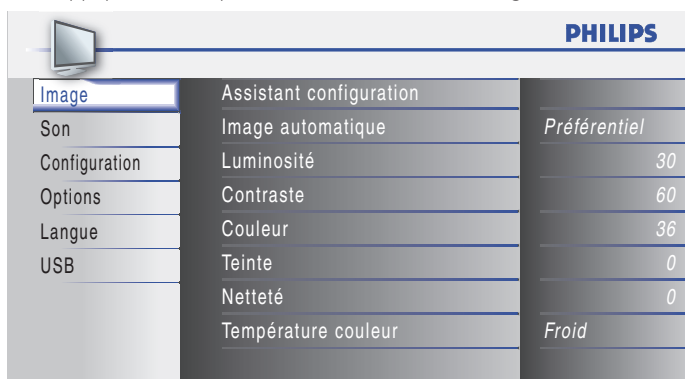 PHILIPS
Image
Son
Configuration
Options
Langue
USB
Assistant configuration
Image automatique Préférentiel
Luminosité 30
Contraste 60
Couleur 36
Teinte 0
Netteté 0
Température couleur Froid